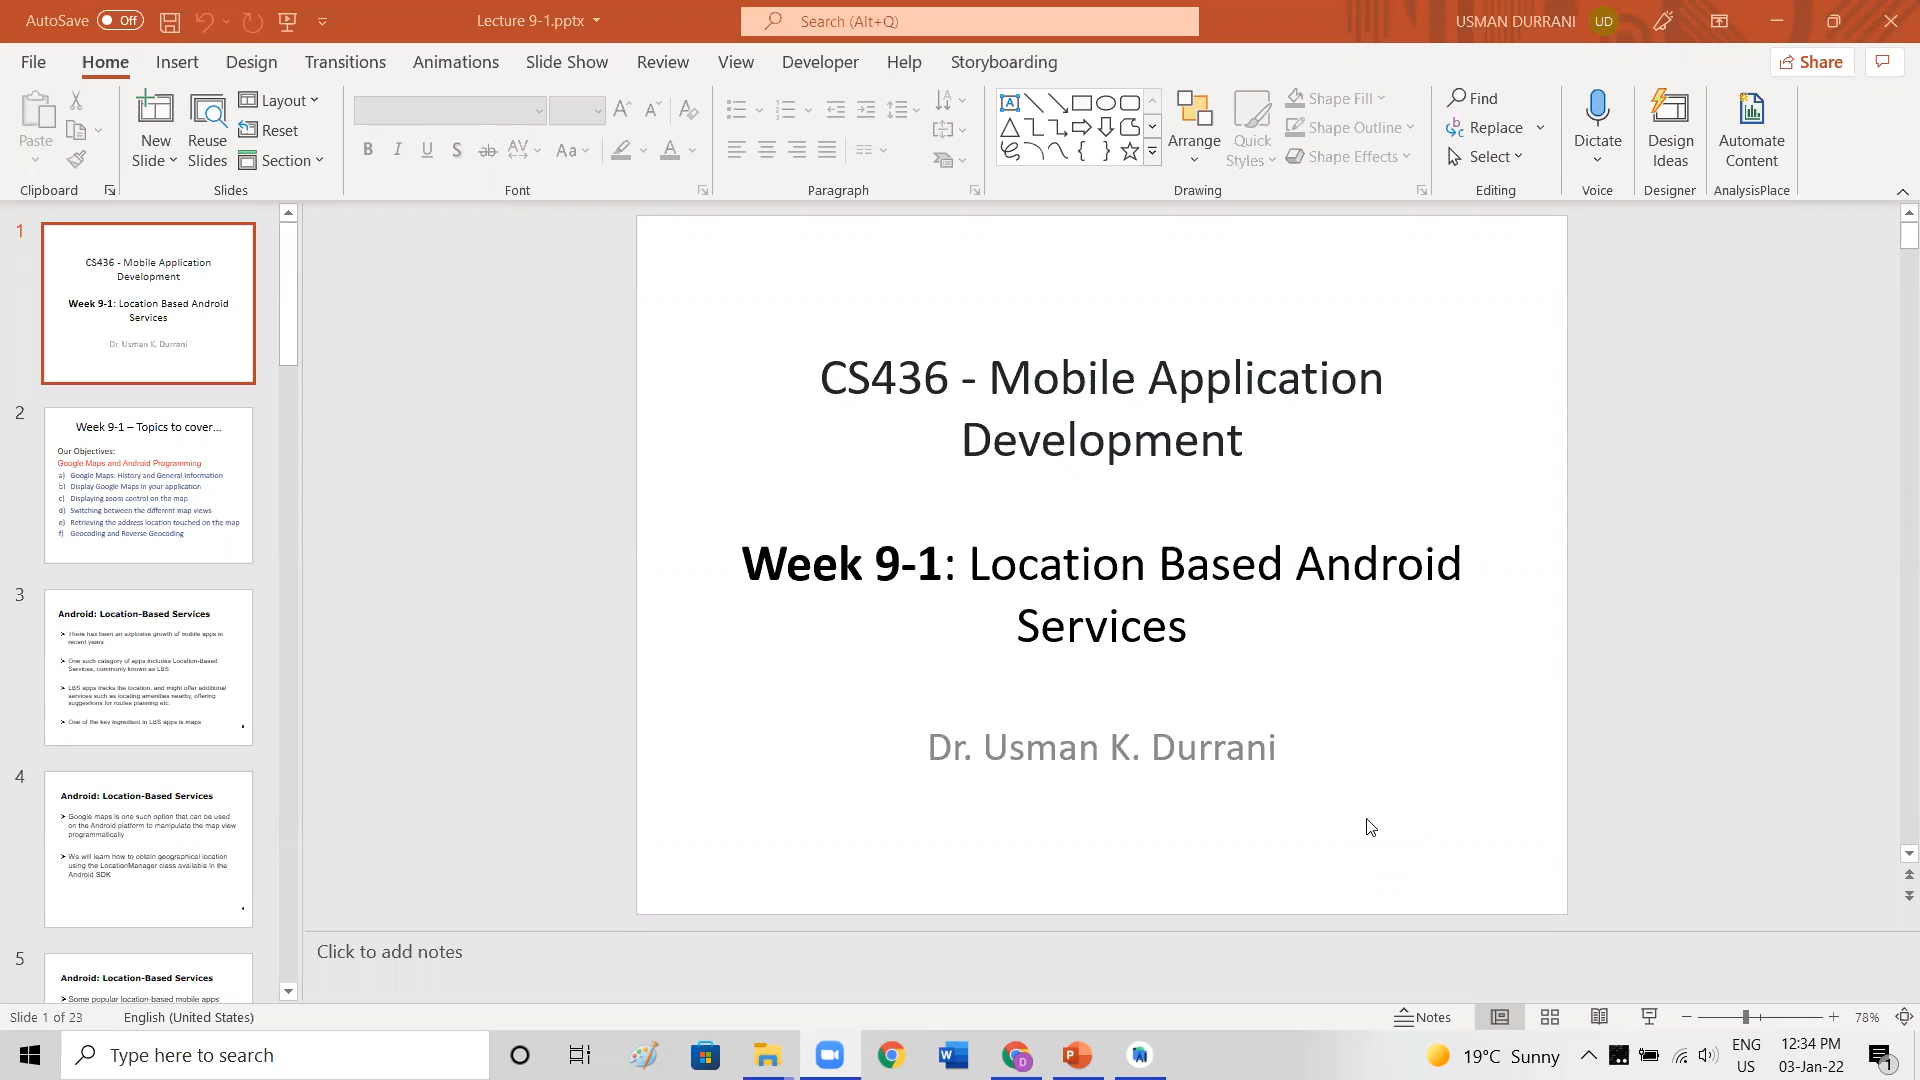 AutoSave Off
Lecture 9-1.pptx
Search (Alt+Q)
USMAN DURRANI
UD
File Home Insert Design Transitions Animations Slide Show Review View Developer Help Storyboarding
Share
Paste
Clipboard
New Slide
Reuse Slides
Layout
Reset
Section
Slides
B I U S ab AV Aa A
Font
Paragraph
Arrange
Quick Styles
Shape Fill
Shape Outline
Shape Effects
Drawing
Find
Replace
Select
Editing
Dictate
Voice
Design Ideas
Designer
Automate Content
AnalysisPlace
1
CS436 - Mobile Application
Development
Week 9-1: Location Based Android
Services
Dr. Usman K. Durrani
2
Week 9-1 – Topics to cover...
Our Objectives:
Google Maps and Android Programming
a) Google Maps: History and General Information
b) Display Google Maps in your application
c) Displaying zoom control on the map
d) Switching between the different map views
e) Retrieving the address location touched on the map
f) Geocoding and Reverse Geocoding
3
Android: Location-Based Services
There has been an explosive growth of mobile apps in
recent years
One such category of apps includes Location-Based
Services, commonly known as LBS
LBS apps tracks the location, and might offer additional
services such as locating amenities nearby, offering
suggestions for routes planning etc.
One of the key ingredient in LBS apps is maps
4
Android: Location-Based Services
Google maps is one such option that can be used
on the Android platform to manipulate the map view
programmatically
We will learn how to obtain geographical location
using the LocationManager class available in the
Android SDK
5
Android: Location-Based Services
Some popular location-based mobile apps
CS436 - Mobile Application
Development
Week 9-1: Location Based Android
Services
Dr. Usman K. Durrani
Click to add notes
Slide 1 of 23
English (United States)
Notes
78%
Type here to search
19°C Sunny
ENG
US
12:34 PM
03-Jan-22
1